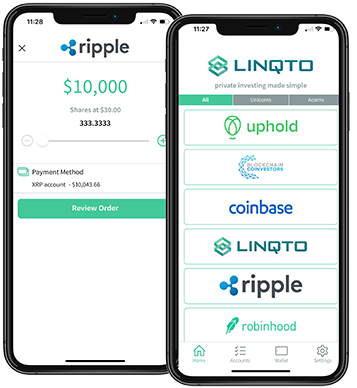 11:28
ripple
$10,000
Shares at $30.00
333.3333
Payment Method
XRP account - $10,043.66
Review Order
11:27
LINQTO
private investing made simple
All Unicorns Acorns
uphold
BLOCKCHAIN
COINVESTORS
coinbase
LINQTO
ripple
robinhood
Home Accounts Wallet Settings